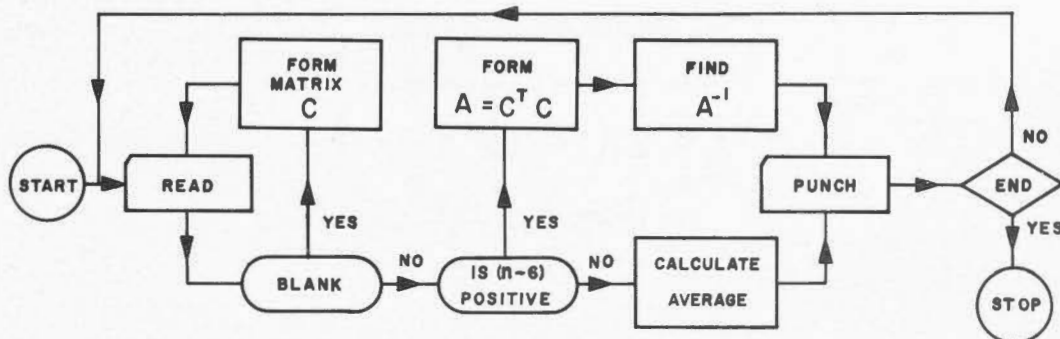 FORM
MATRIX
C
FORM
A = Cᵀ C
FIND
A⁻¹
NO
START
READ
PUNCH
END
YES
YES
YES
BLANK
NO
IS (n-6)
POSITIVE
NO
CALCULATE
AVERAGE
STOP